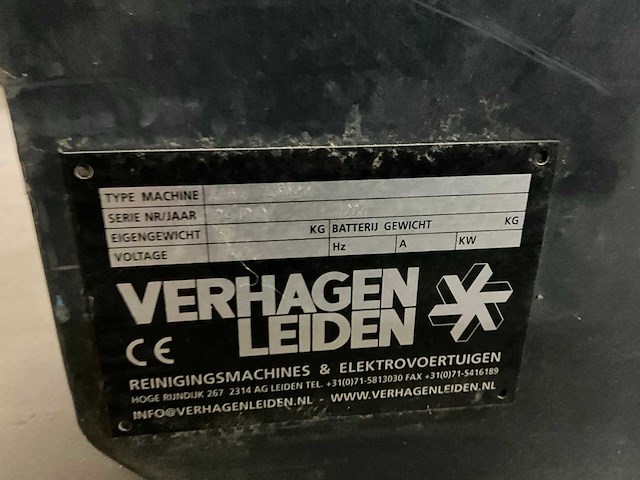 TYPE MACHINE
SERIE NR/JAAR
EIGENGEWICHT KG BATTERIJ GEWICHT KG
VOLTAGE Hz A KW
VERHAGEN
LEIDEN
CE
REINIGINGSMACHINES & ELEKTROVOERTUIGEN
HOGE RIJNDIJK 267 2314 AG LEIDEN TEL. +31(0)71-5813030 FAX +31(0)71-5416189
INFO@VERHAGENLEIDEN.NL - WWW.VERHAGENLEIDEN.NL